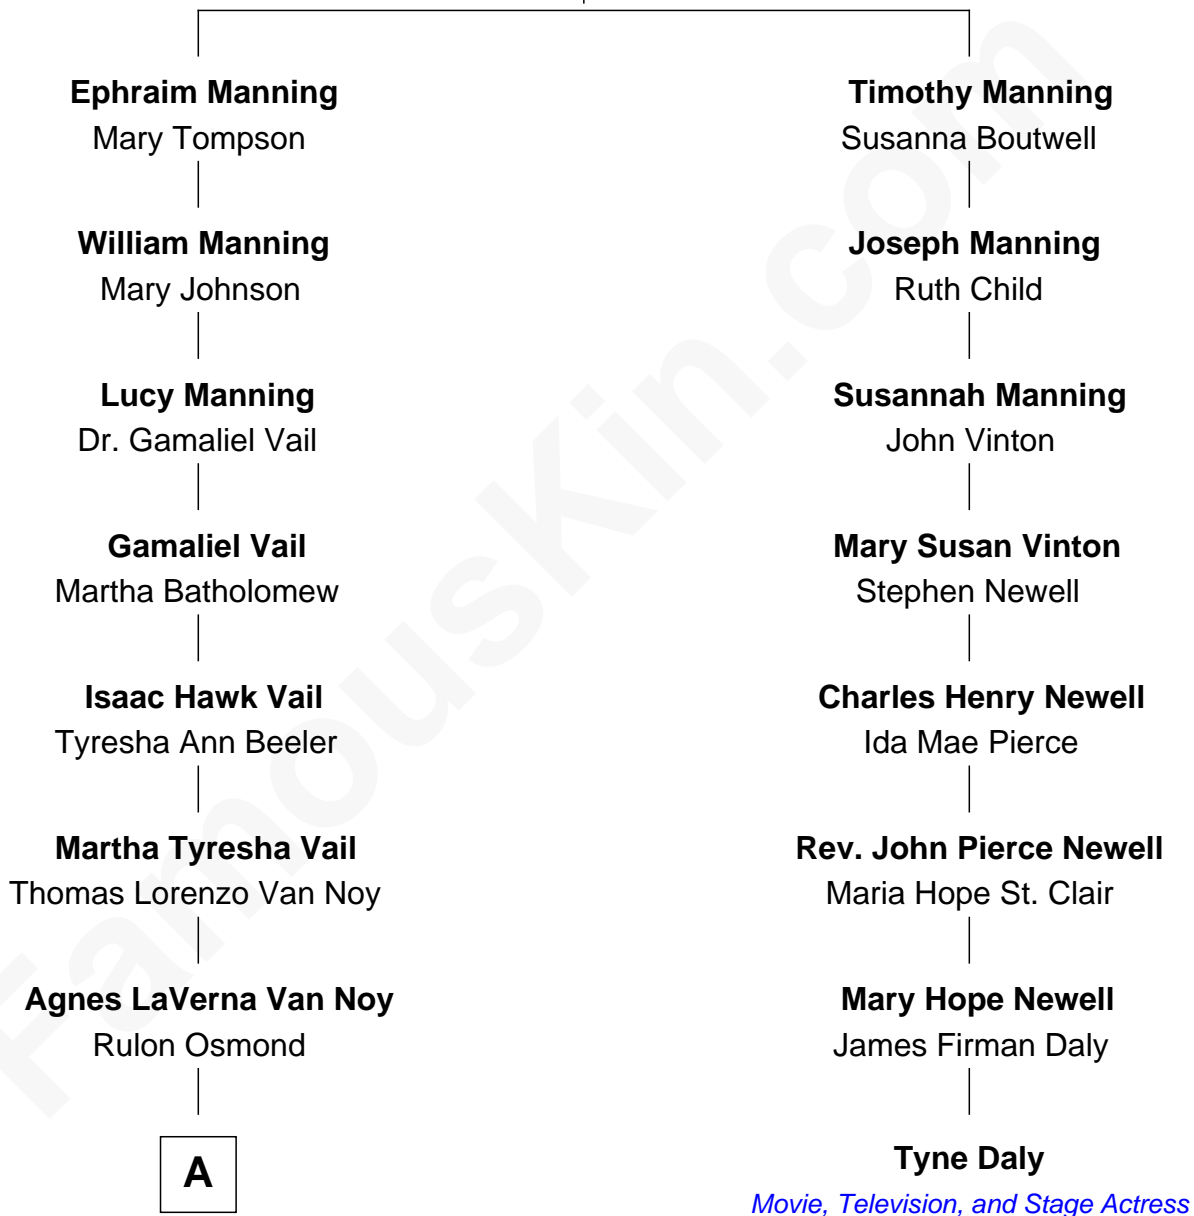 Ephraim Manning
Mary Tompson
William Manning
Mary Johnson
Lucy Manning
Dr. Gamaliel Vail
Gamaliel Vail
Martha Batholomew
Isaac Hawk Vail
Tyresha Ann Beeler
Martha Tyresha Vail
Thomas Lorenzo Van Noy
Agnes LaVerna Van Noy
Rulon Osmond
A
Timothy Manning
Susanna Boutwell
Joseph Manning
Ruth Child
Susannah Manning
John Vinton
Mary Susan Vinton
Stephen Newell
Charles Henry Newell
Ida Mae Pierce
Rev. John Pierce Newell
Maria Hope St. Clair
Mary Hope Newell
James Firman Daly
Tyne Daly
Movie, Television, and Stage Actress
FamousKin.com